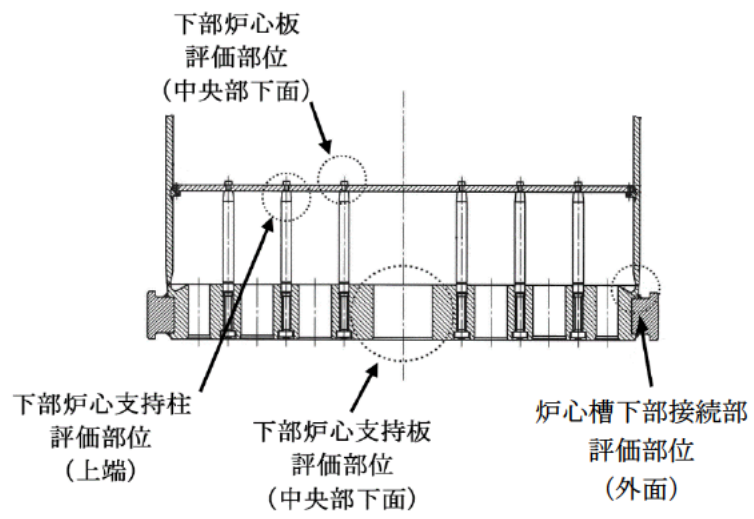 下部炉心板
評価部位
(中央部下面)
下部炉心支持柱
評価部位
(上端)
下部炉心支持板
評価部位
(中央部下面)
炉心槽下部接続部
評価部位
(外面)